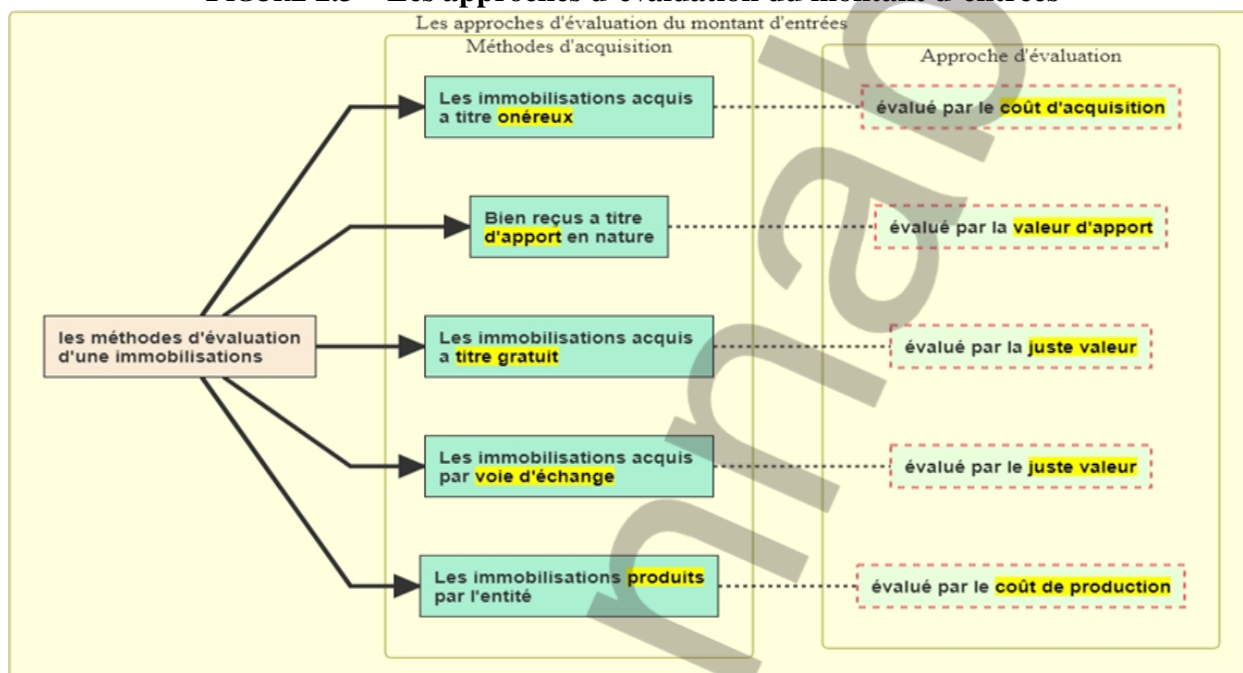 Les approches d'évaluation du montant d'entrées
Méthodes d'acquisition
Approche d'évaluation
les méthodes d'évaluation
d'une immobilisations
Les immobilisations acquis
a titre onéreux
évalué par le coût d'acquisition
Bien reçus a titre
d'apport en nature
évalué par la valeur d'apport
Les immobilisations acquis
a titre gratuit
évalué par la juste valeur
Les immobilisations acquis
par voie d'échange
évalué par le juste valeur
Les immobilisations produits
par l'entité
évalué par le coût de production